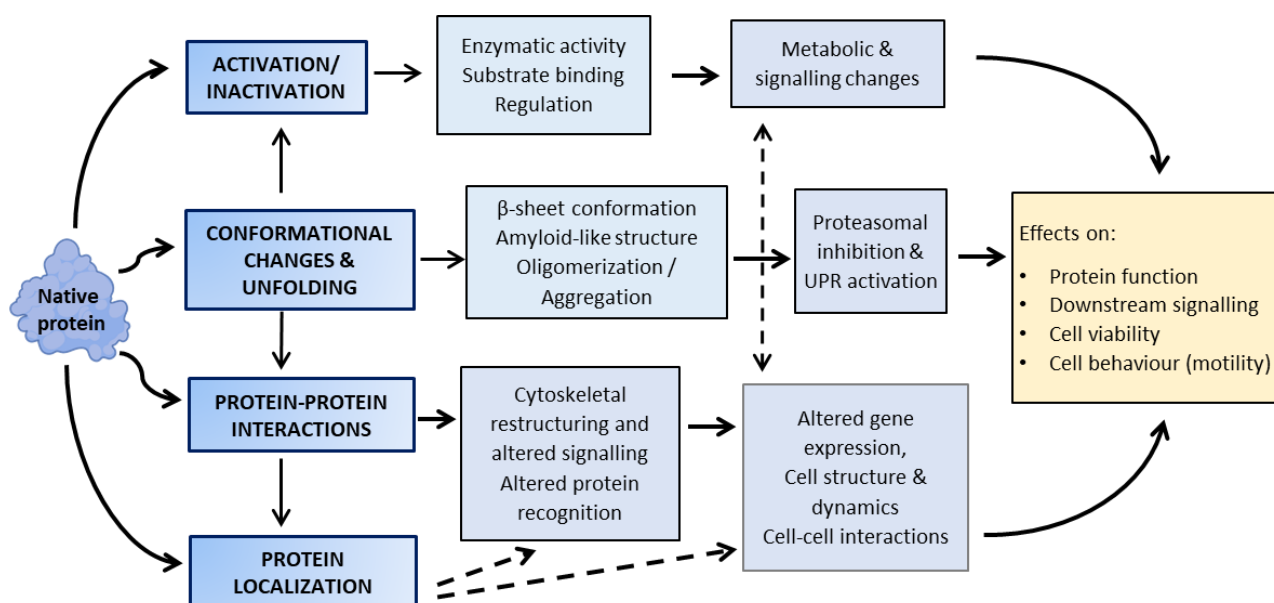 ACTIVATION/
INACTIVATION
Enzymatic activity
Substrate binding
Regulation
Metabolic &
signalling changes
Native
protein
CONFORMATIONAL
CHANGES &
UNFOLDING
β-sheet conformation
Amyloid-like structure
Oligomerization /
Aggregation
Proteasomal
inhibition &
UPR activation
Effects on:
• Protein function
• Downstream signalling
• Cell viability
• Cell behaviour (motility)
PROTEIN-PROTEIN
INTERACTIONS
Cytoskeletal
restructuring and
altered signalling
Altered protein
recognition
Altered gene
expression,
Cell structure &
dynamics
Cell-cell interactions
PROTEIN
LOCALIZATION